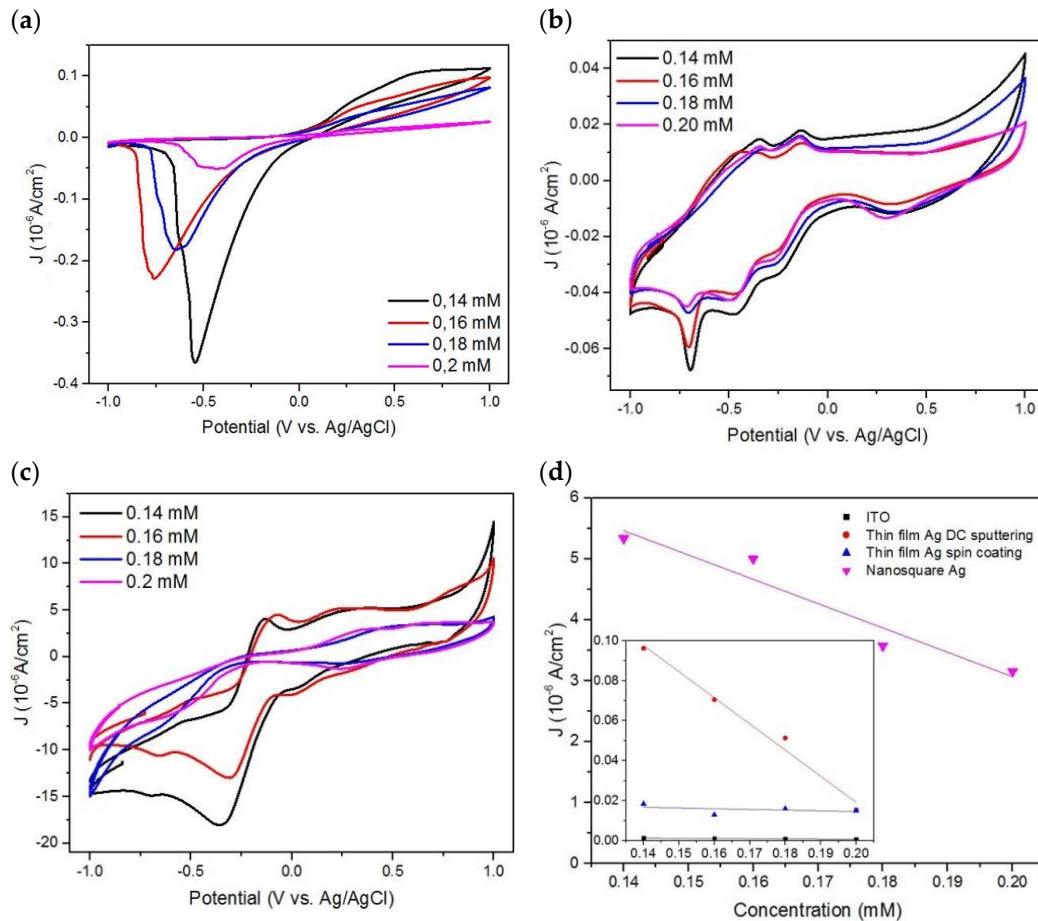 (a)
0.1
0.0
-0.1
-0.2
-0.3
-0.4
J (10⁻⁶A/cm²)
0,14 mM
0,16 mM
0,18 mM
0,2 mM
-1.0 -0.5 0.0 0.5 1.0
Potential (V vs. Ag/AgCl)
(b)
0.04
0.02
0.00
-0.02
-0.04
-0.06
J (10⁻⁶A/cm²)
0.14 mM
0.16 mM
0.18 mM
0.20 mM
-1.0 -0.5 0.0 0.5 1.0
Potential (V vs. Ag/AgCl)
(c)
15
10
5
0
-5
-10
-15
-20
J (10⁻⁶A/cm²)
0.14 mM
0.16 mM
0.18 mM
0.2 mM
-1.0 -0.5 0.0 0.5 1.0
Potential (V vs. Ag/AgCl)
(d)
6
5
4
3
2
1
0
J (10⁻⁶ A/cm²)
ITO
Thin film Ag DC sputtering
Thin film Ag spin coating
Nanosquare Ag
0.10
0.08
0.06
0.04
0.02
0.00
0.14 0.15 0.16 0.17 0.18 0.19 0.20
0.14 0.15 0.16 0.17 0.18 0.19 0.20
Concentration (mM)